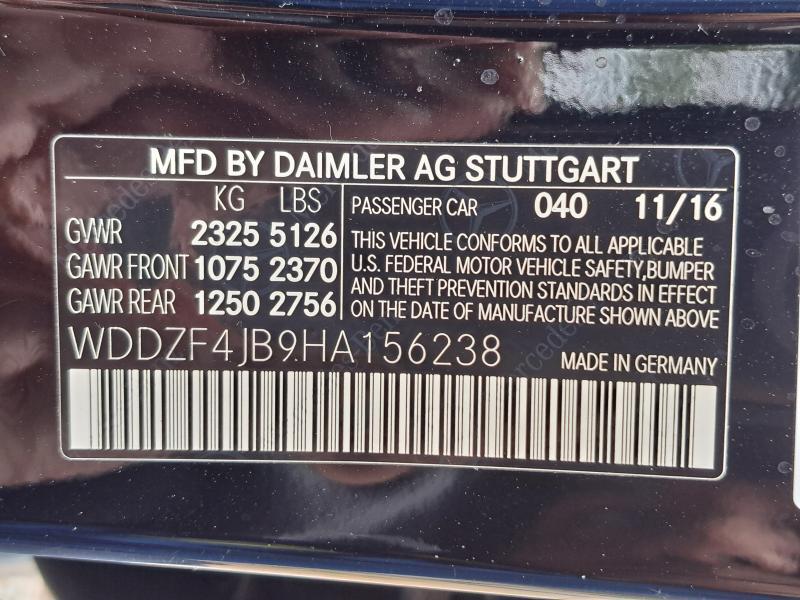 MFD BY DAIMLER AG STUTTGART
KG LBS
GVWR 2325 5126
GAWR FRONT 1075 2370
GAWR REAR 1250 2756
PASSENGER CAR 040 11/16
THIS VEHICLE CONFORMS TO ALL APPLICABLE
U.S. FEDERAL MOTOR VEHICLE SAFETY,BUMPER
AND THEFT PREVENTION STANDARDS IN EFFECT
ON THE DATE OF MANUFACTURE SHOWN ABOVE
WDDZF4JB9HA156238
MADE IN GERMANY